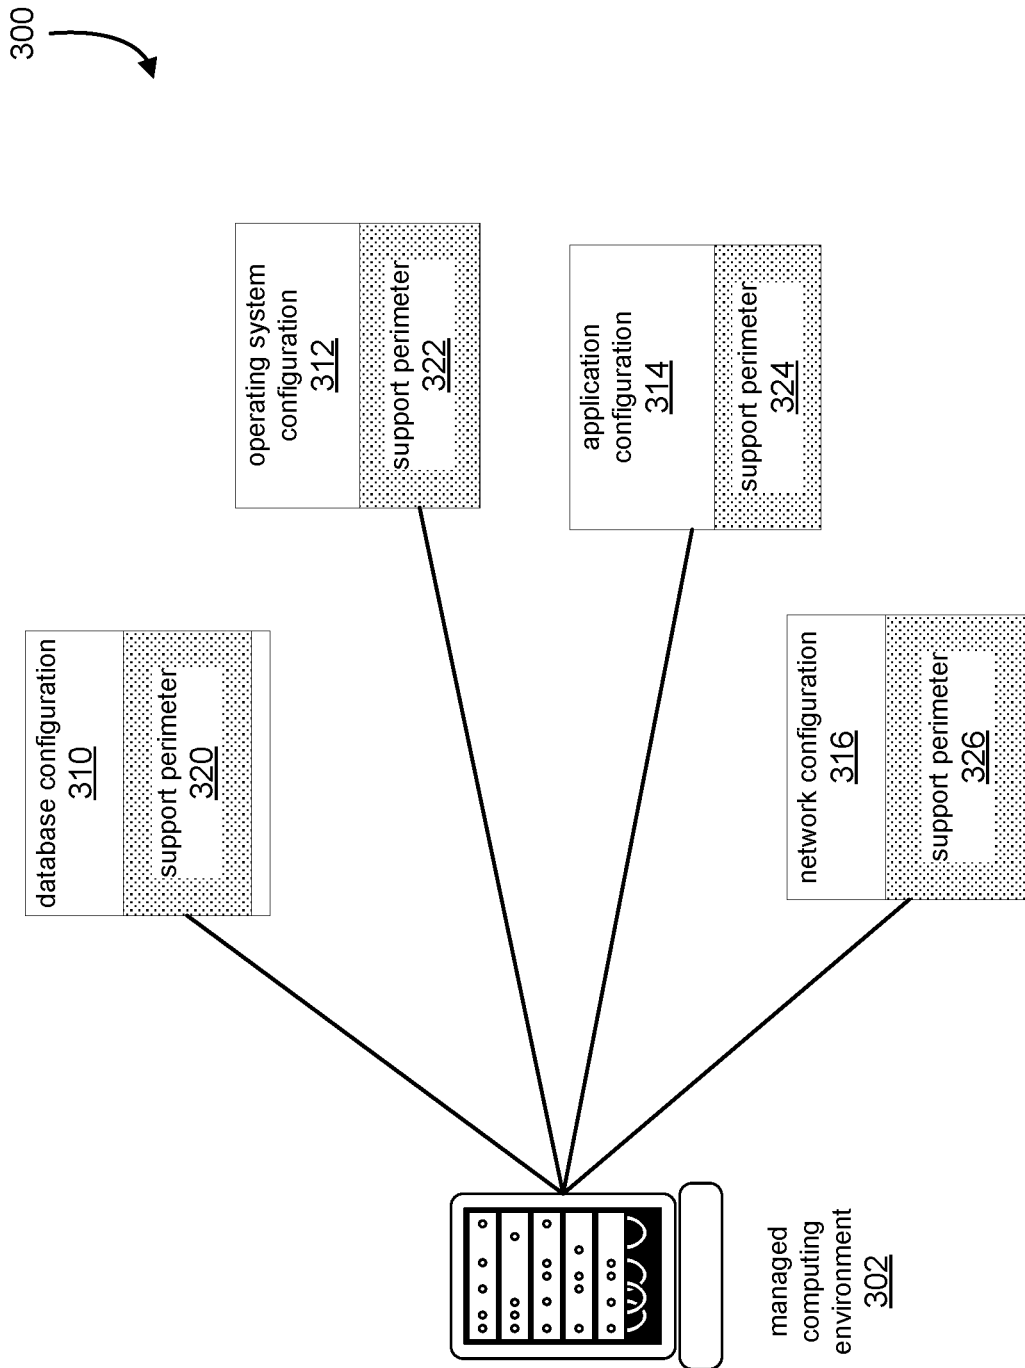 300
database configuration
310
support perimeter
320
operating system
configuration
312
support perimeter
322
application
configuration
314
support perimeter
324
network configuration
316
support perimeter
326
managed
computing
environment
302